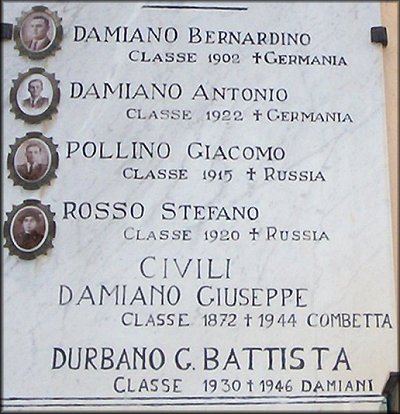 DAMIANO BERNARDINO
CLASSE 1902 † GERMANIA
DAMIANO ANTONIO
CLASSE 1922 † GERMANIA
POLLINO GIACOMO
CLASSE 1915 † RUSSIA
ROSSO STEFANO
CLASSE 1920 † RUSSIA
CIVILI
DAMIANO GIUSEPPE
CLASSE 1872 † 1944 COMBETTA
DURBANO G. BATTISTA
CLASSE 1930 † 1946 DAMIANI